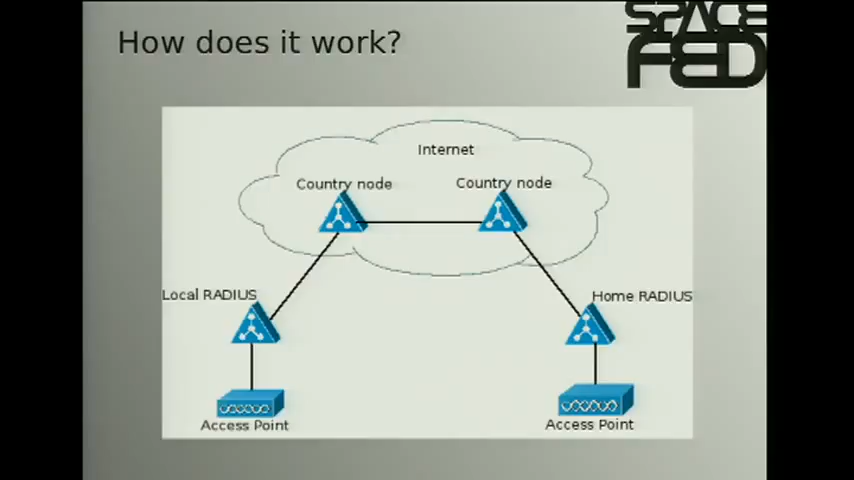 How does it work?
SPACE
FED
Internet
Country node
Country node
Local RADIUS
Home RADIUS
Access Point
Access Point